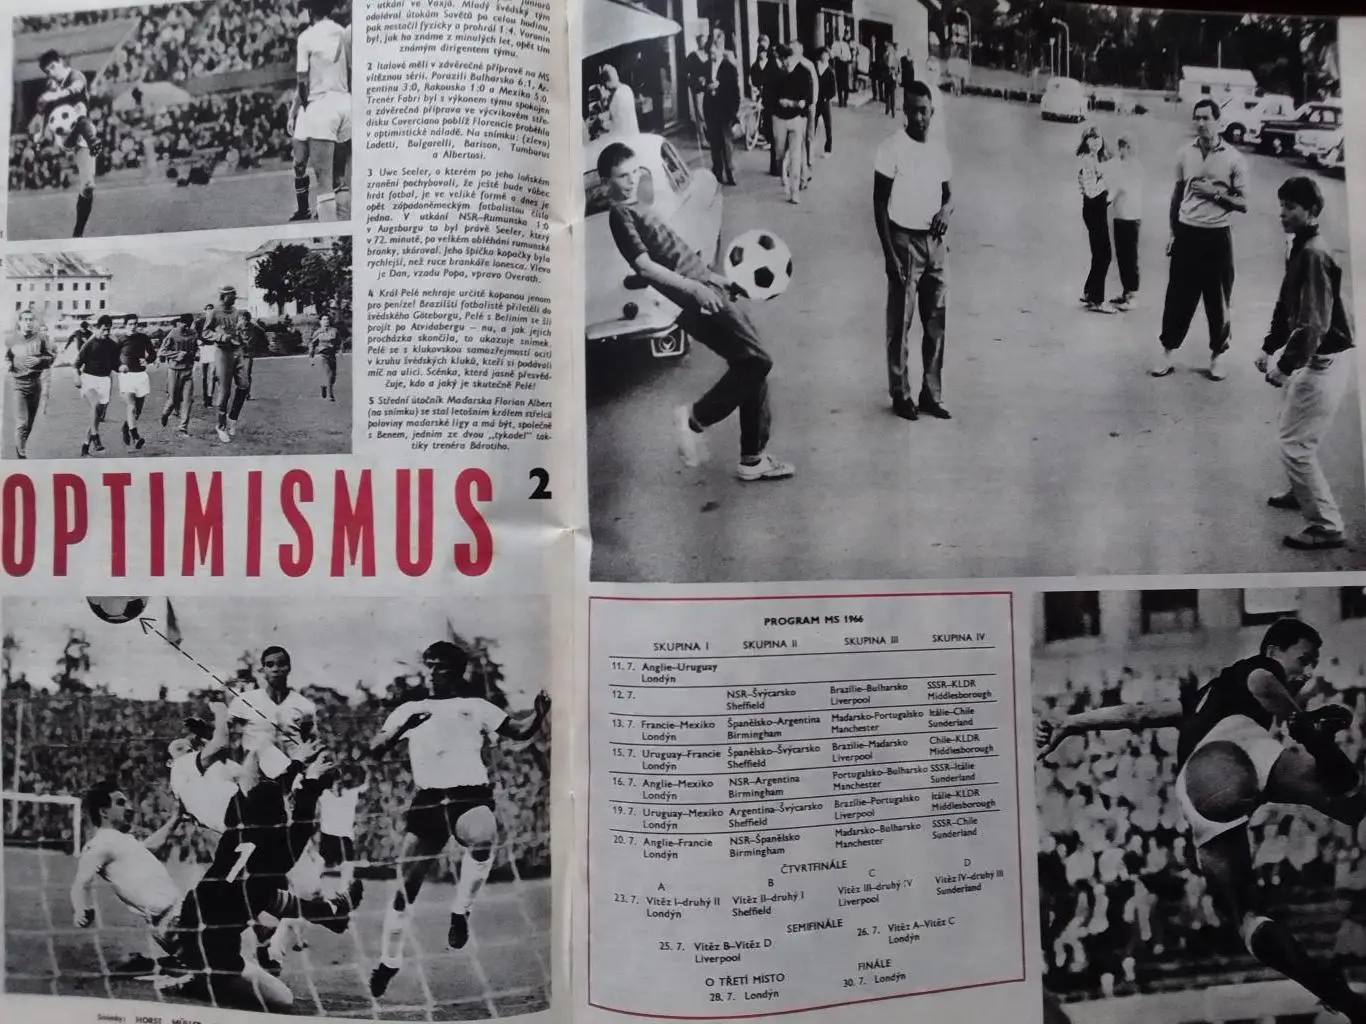 juniorů
v utkání ve Vaxjö. Mladý švédský tým
odolával útokům Sovětů po celou hodinu,
pak nestačil fyzicky a prohrál 1:4. Voronin
byl, jak ho známe z minulých let, opět tím
známým dirigentem týmu.
2 Italové měli v závěrečné přípravě na MS
vítěznou sérii. Porazili Bulharsko 6:1, Ar-
gentina 3:0, Rakousko 1:0 a Mexiko 5:0.
Trenér Fabri byl s výkonem týmu spokojen
a závěrečná příprava ve výcvikovém stře-
disku Coverciano poblíž Florencie proběhla
v optimistické náladě. Na snímku: (zleva)
Lodetti, Bulgarelli, Barison, Tumburus
a Albertosi.
3 Uwe Seeler, o kterém po jeho loňském
zranění pochybovali, že ještě bude vůbec
hrát fotbal, je ve veliké formě a dnes je
opět západoněmeckým fotbalistou číslo
jedna. V utkání NSR–Rumunsko 1:0
v Augsburgu to byl právě Seeler, který
v 72. minutě, po velkém obléhání rumunské
branky, skóroval. Jeho špička kopačky byla
rychlejší, než ruce brankáře Ionesca. Vlevo
je Dan, vzadu Popa, vpravo Overath.
4 Král Pelé nehraje určitě kopanou jenom
pro peníze! Brazilští fotbalisté přiletěli do
švédského Göteborgu, Pelé s Belinim se šli
projít po Atvidabergu — nu, a jak jejich
procházka skončila, to ukazuje snímek.
Pelé se s klukovskou samozřejmostí ocitl
v kruhu švédských kluků, kteří si podávali
míč na ulici. Scénka, která jasně přesvěd-
čuje, kdo a jaký je skutečně Pelé!
5 Střední útočník Maďarska Florian Albert
(na snímku) se stal letošním králem střelců
poloviny maďarské ligy a má být, společně
s Benem, jedním ze dvou „tykadel" tak-
tiky trenéra Bárotiho.
OPTIMISMUS 2
7
Snímky: HORST MÜLLER
PROGRAM MS 1966
SKUPINA I SKUPINA II SKUPINA III SKUPINA IV
11. 7. Anglie–Uruguay
Londýn
12. 7. NSR–Švýcarsko Brazílie–Bulharsko SSSR–KLDR
Sheffield Liverpool Middlesborough
13. 7. Francie–Mexiko Španělsko–Argentina Maďarsko–Portugalsko Itálie–Chile
Londýn Birmingham Manchester Sunderland
15. 7. Uruguay–Francie Španělsko–Švýcarsko Brazílie–Maďarsko Chile–KLDR
Londýn Sheffield Liverpool Middlesborough
16. 7. Anglie–Mexiko NSR–Argentina Portugalsko–Bulharsko SSSR–Itálie
Londýn Birmingham Manchester Sunderland
19. 7. Uruguay–Mexiko Argentina–Švýcarsko Brazílie–Portugalsko Itálie–KLDR
Londýn Sheffield Liverpool Middlesborough
20. 7. Anglie–Francie NSR–Španělsko Maďarsko–Bulharsko SSSR–Chile
Londýn Birmingham Manchester Sunderland
ČTVRTFINÁLE
A B C D
23. 7. Vítěz I–druhý II Vítěz II–druhý I Vítěz III–druhý IV Vítěz IV–druhý III
Londýn Sheffield Liverpool Sunderland
SEMIFINÁLE
25. 7. Vítěz B–Vítěz D 26. 7. Vítěz A–Vítěz C
Liverpool Londýn
O TŘETÍ MÍSTO FINÁLE
28. 7. Londýn 30. 7. Londýn